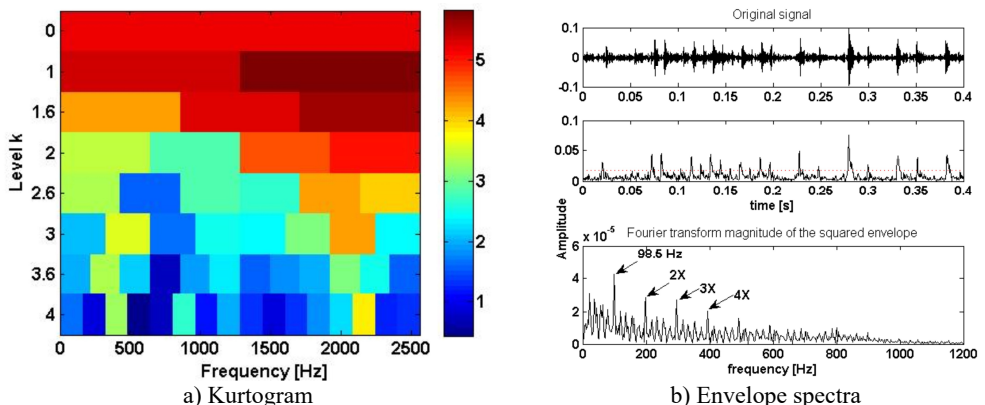 0
1
1.6
2
2.6
3
3.6
4
Level k
0 500 1000 1500 2000 2500
Frequency [Hz]
5
4
3
2
1
a) Kurtogram
Original signal
0.1
0
-0.1
0 0.05 0.1 0.15 0.2 0.25 0.3 0.35 0.4
0.1
0.05
0
0 0.05 0.1 0.15 0.2 0.25 0.3 0.35 0.4
time [s]
Amplitude
x 10-5
Fourier transform magnitude of the squared envelope
6
4
2
0
98.5 Hz
2X
3X
4X
0 200 400 600 800 1000 1200
frequency [Hz]
b) Envelope spectra